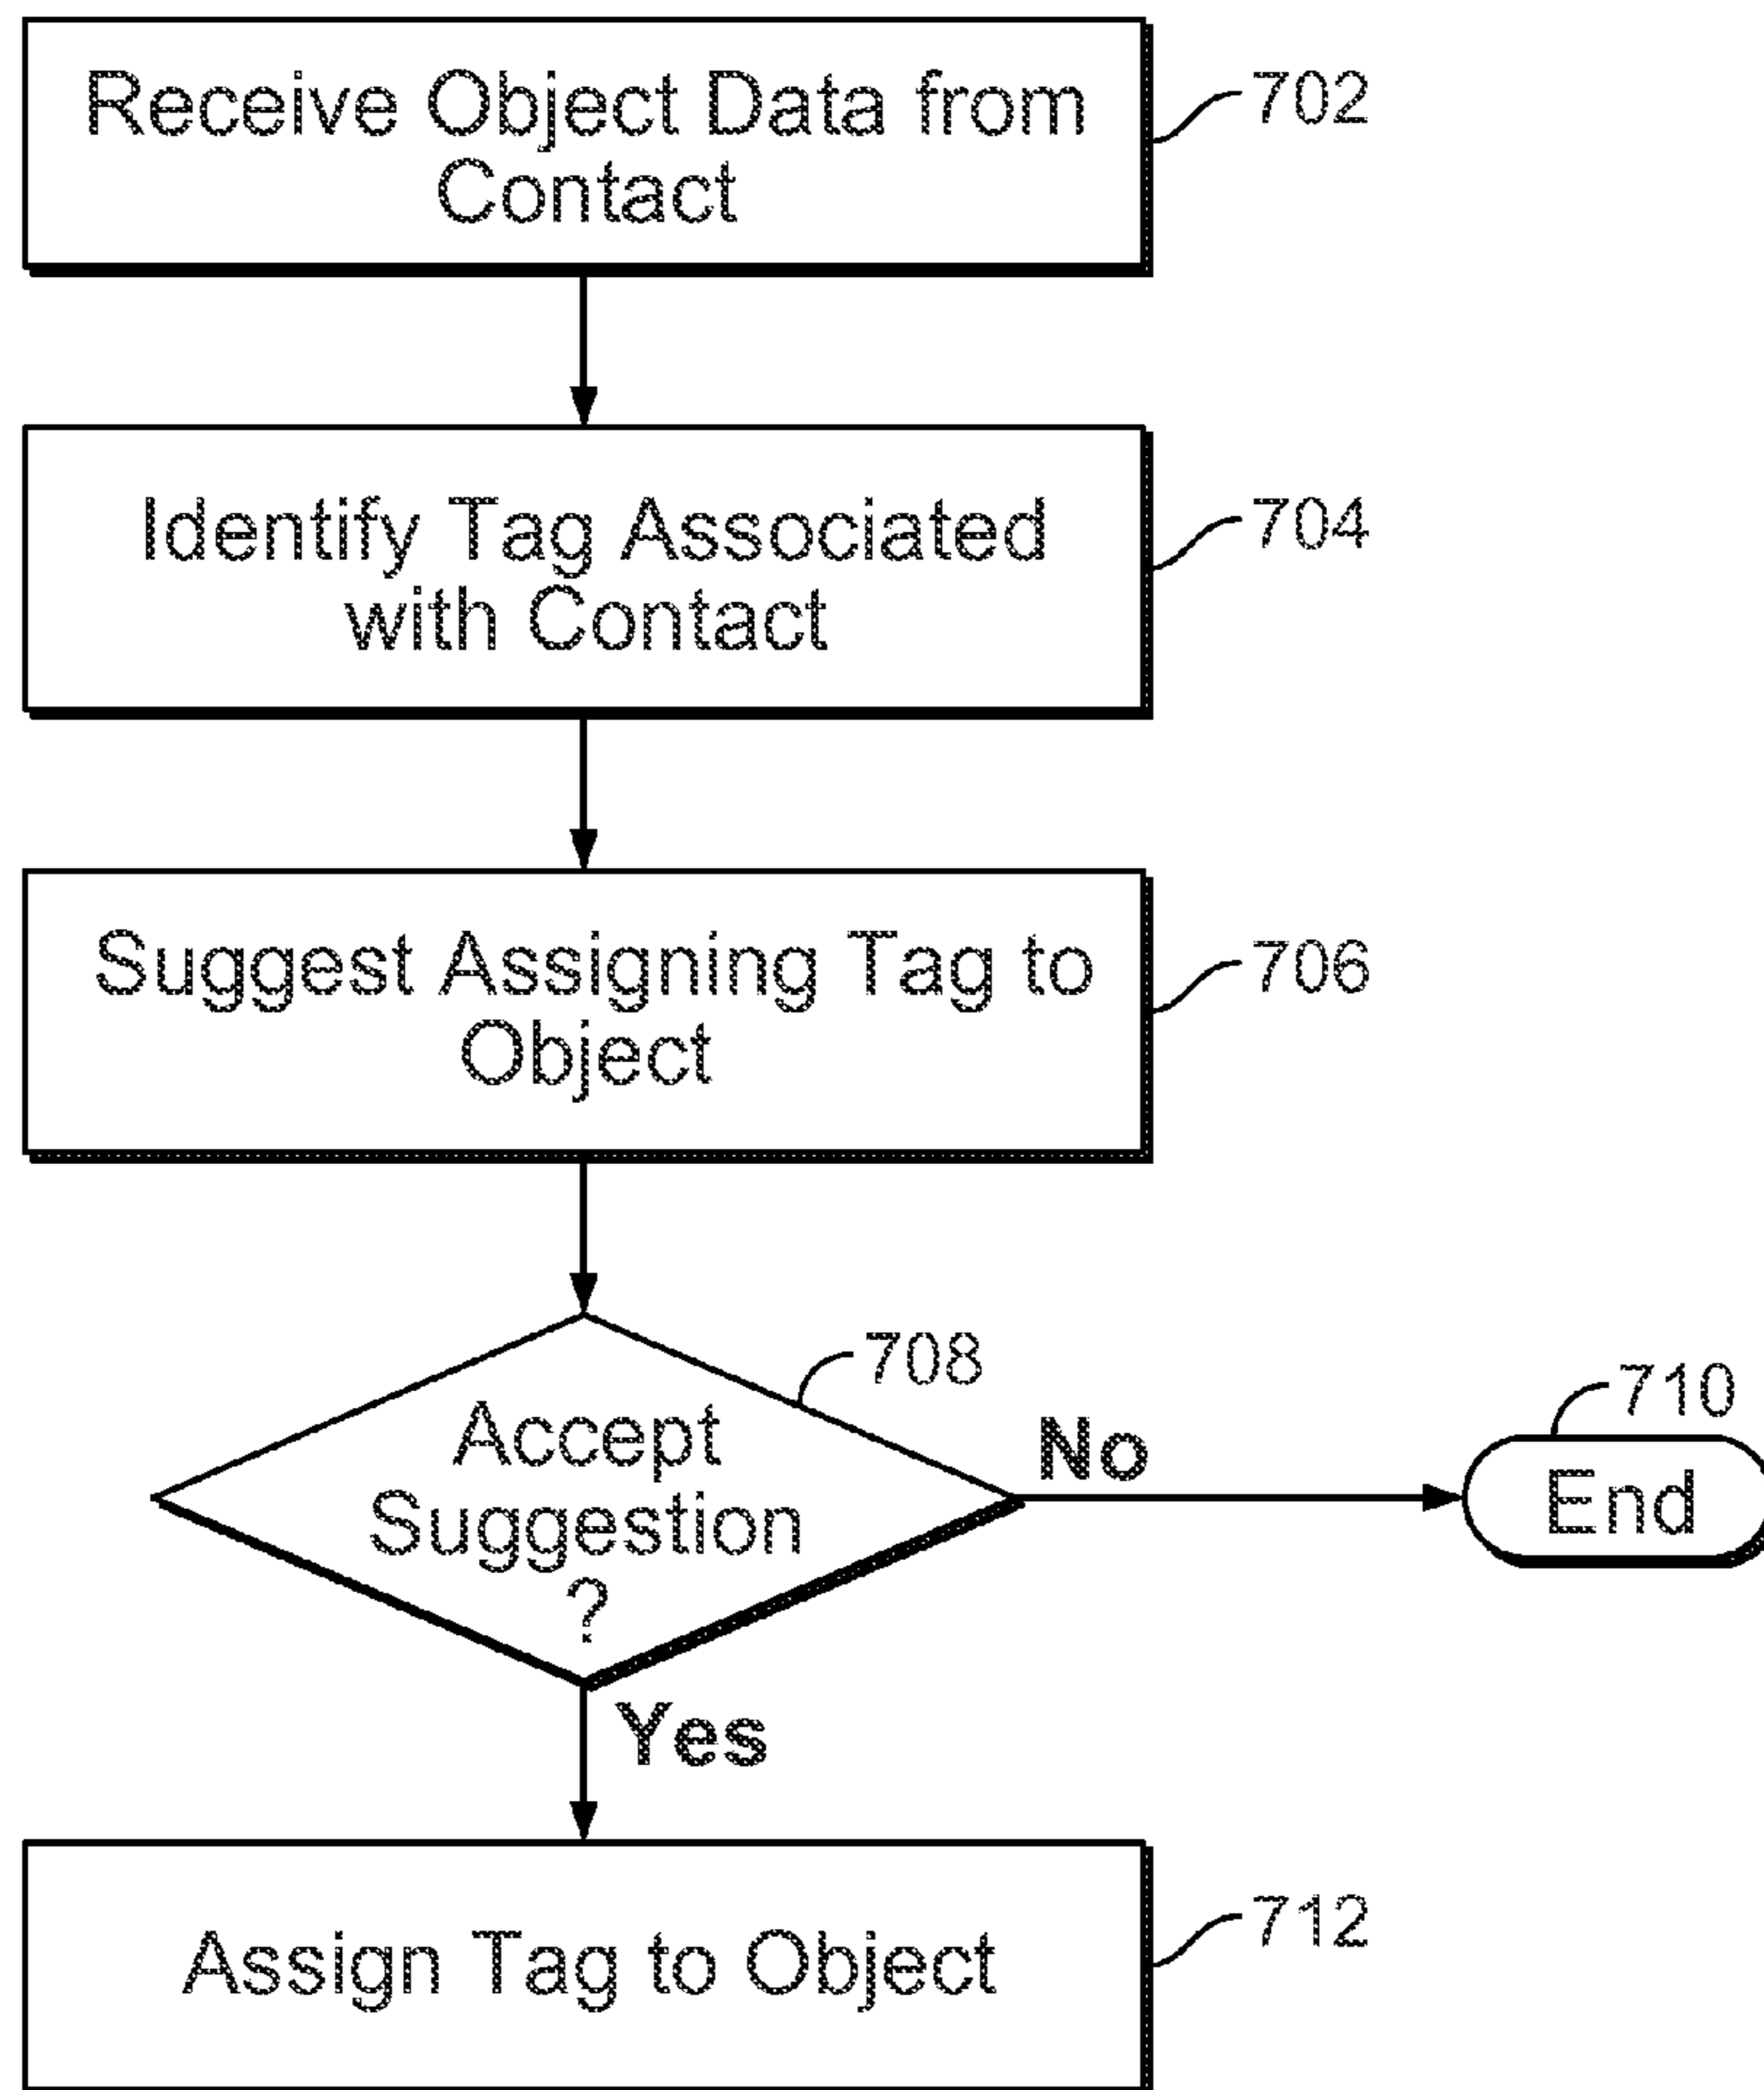 Receive Object Data from
Contact
702
Identify Tag Associated
with Contact
704
Suggest Assigning Tag to
Object
706
Accept
Suggestion
?
708
No
710
End
Yes
Assign Tag to Object
712